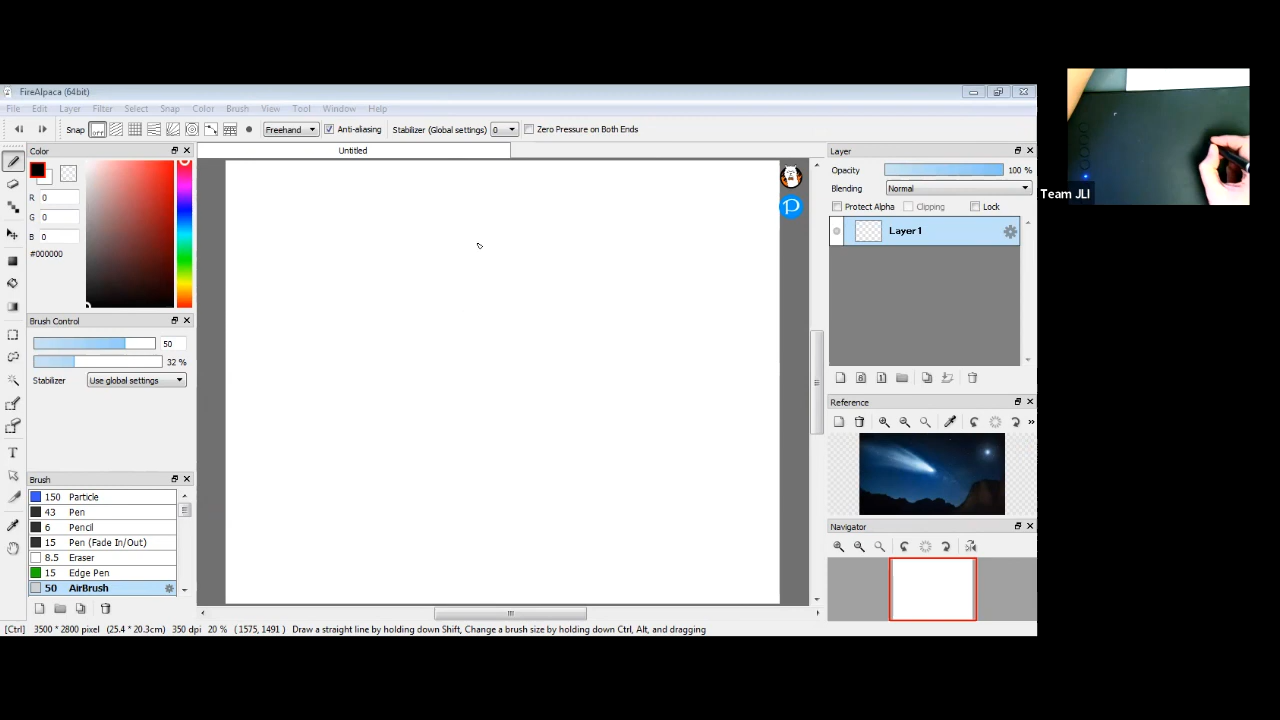 FireAlpaca (64bit)
File Edit Layer Filter Select Snap Color Brush View Tool Window Help
Snap OFF Freehand Anti-aliasing Stabilizer (Global settings) 0 Zero Pressure on Both Ends
Color
Untitled
Layer
R 0
G 0
B 0
#000000
Opacity 100 %
Blending Normal
Protect Alpha Clipping Lock
Layer1
8 1
Brush Control
50
32 %
Stabilizer Use global settings
Reference
»
Brush
150 Particle
43 Pen
6 Pencil
15 Pen (Fade In/Out)
8.5 Eraser
15 Edge Pen
50 AirBrush
Navigator
[Ctrl] 3500 * 2800 pixel (25.4 * 20.3cm) 350 dpi 20 % (1575, 1491) Draw a straight line by holding down Shift, Change a brush size by holding down Ctrl, Alt, and dragging
Team JLI